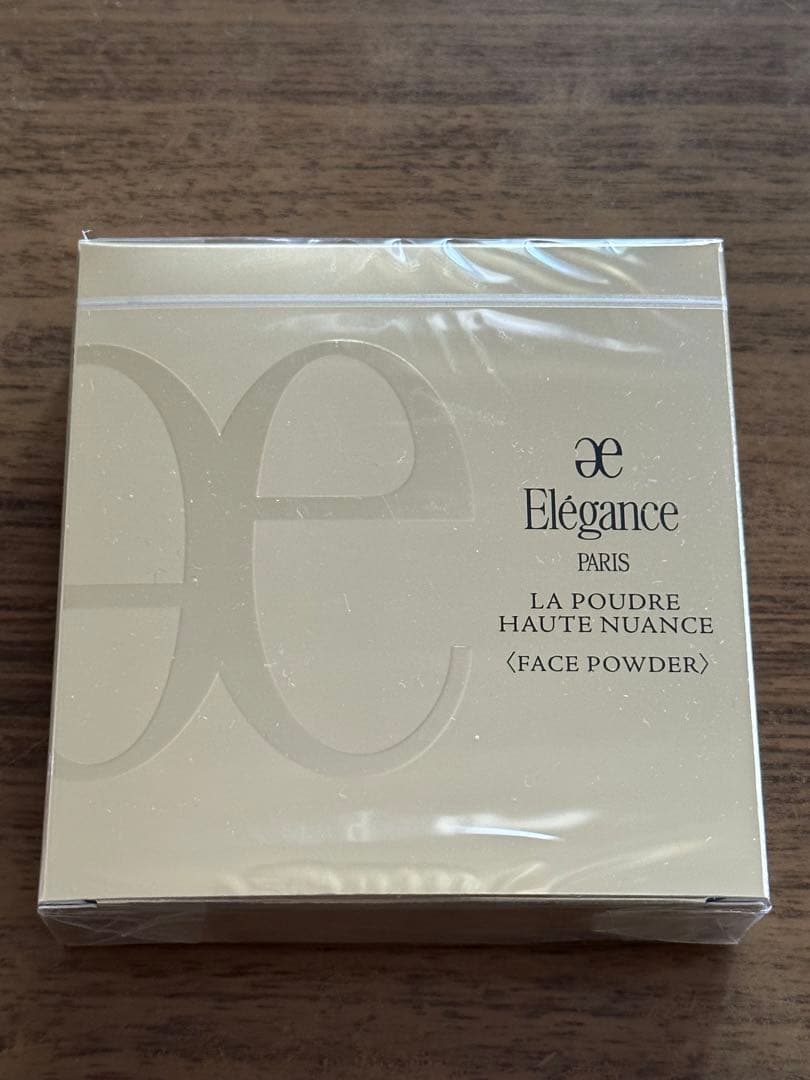 Elégance
PARIS
LA POUDRE
HAUTE NUANCE
〈FACE POWDER〉